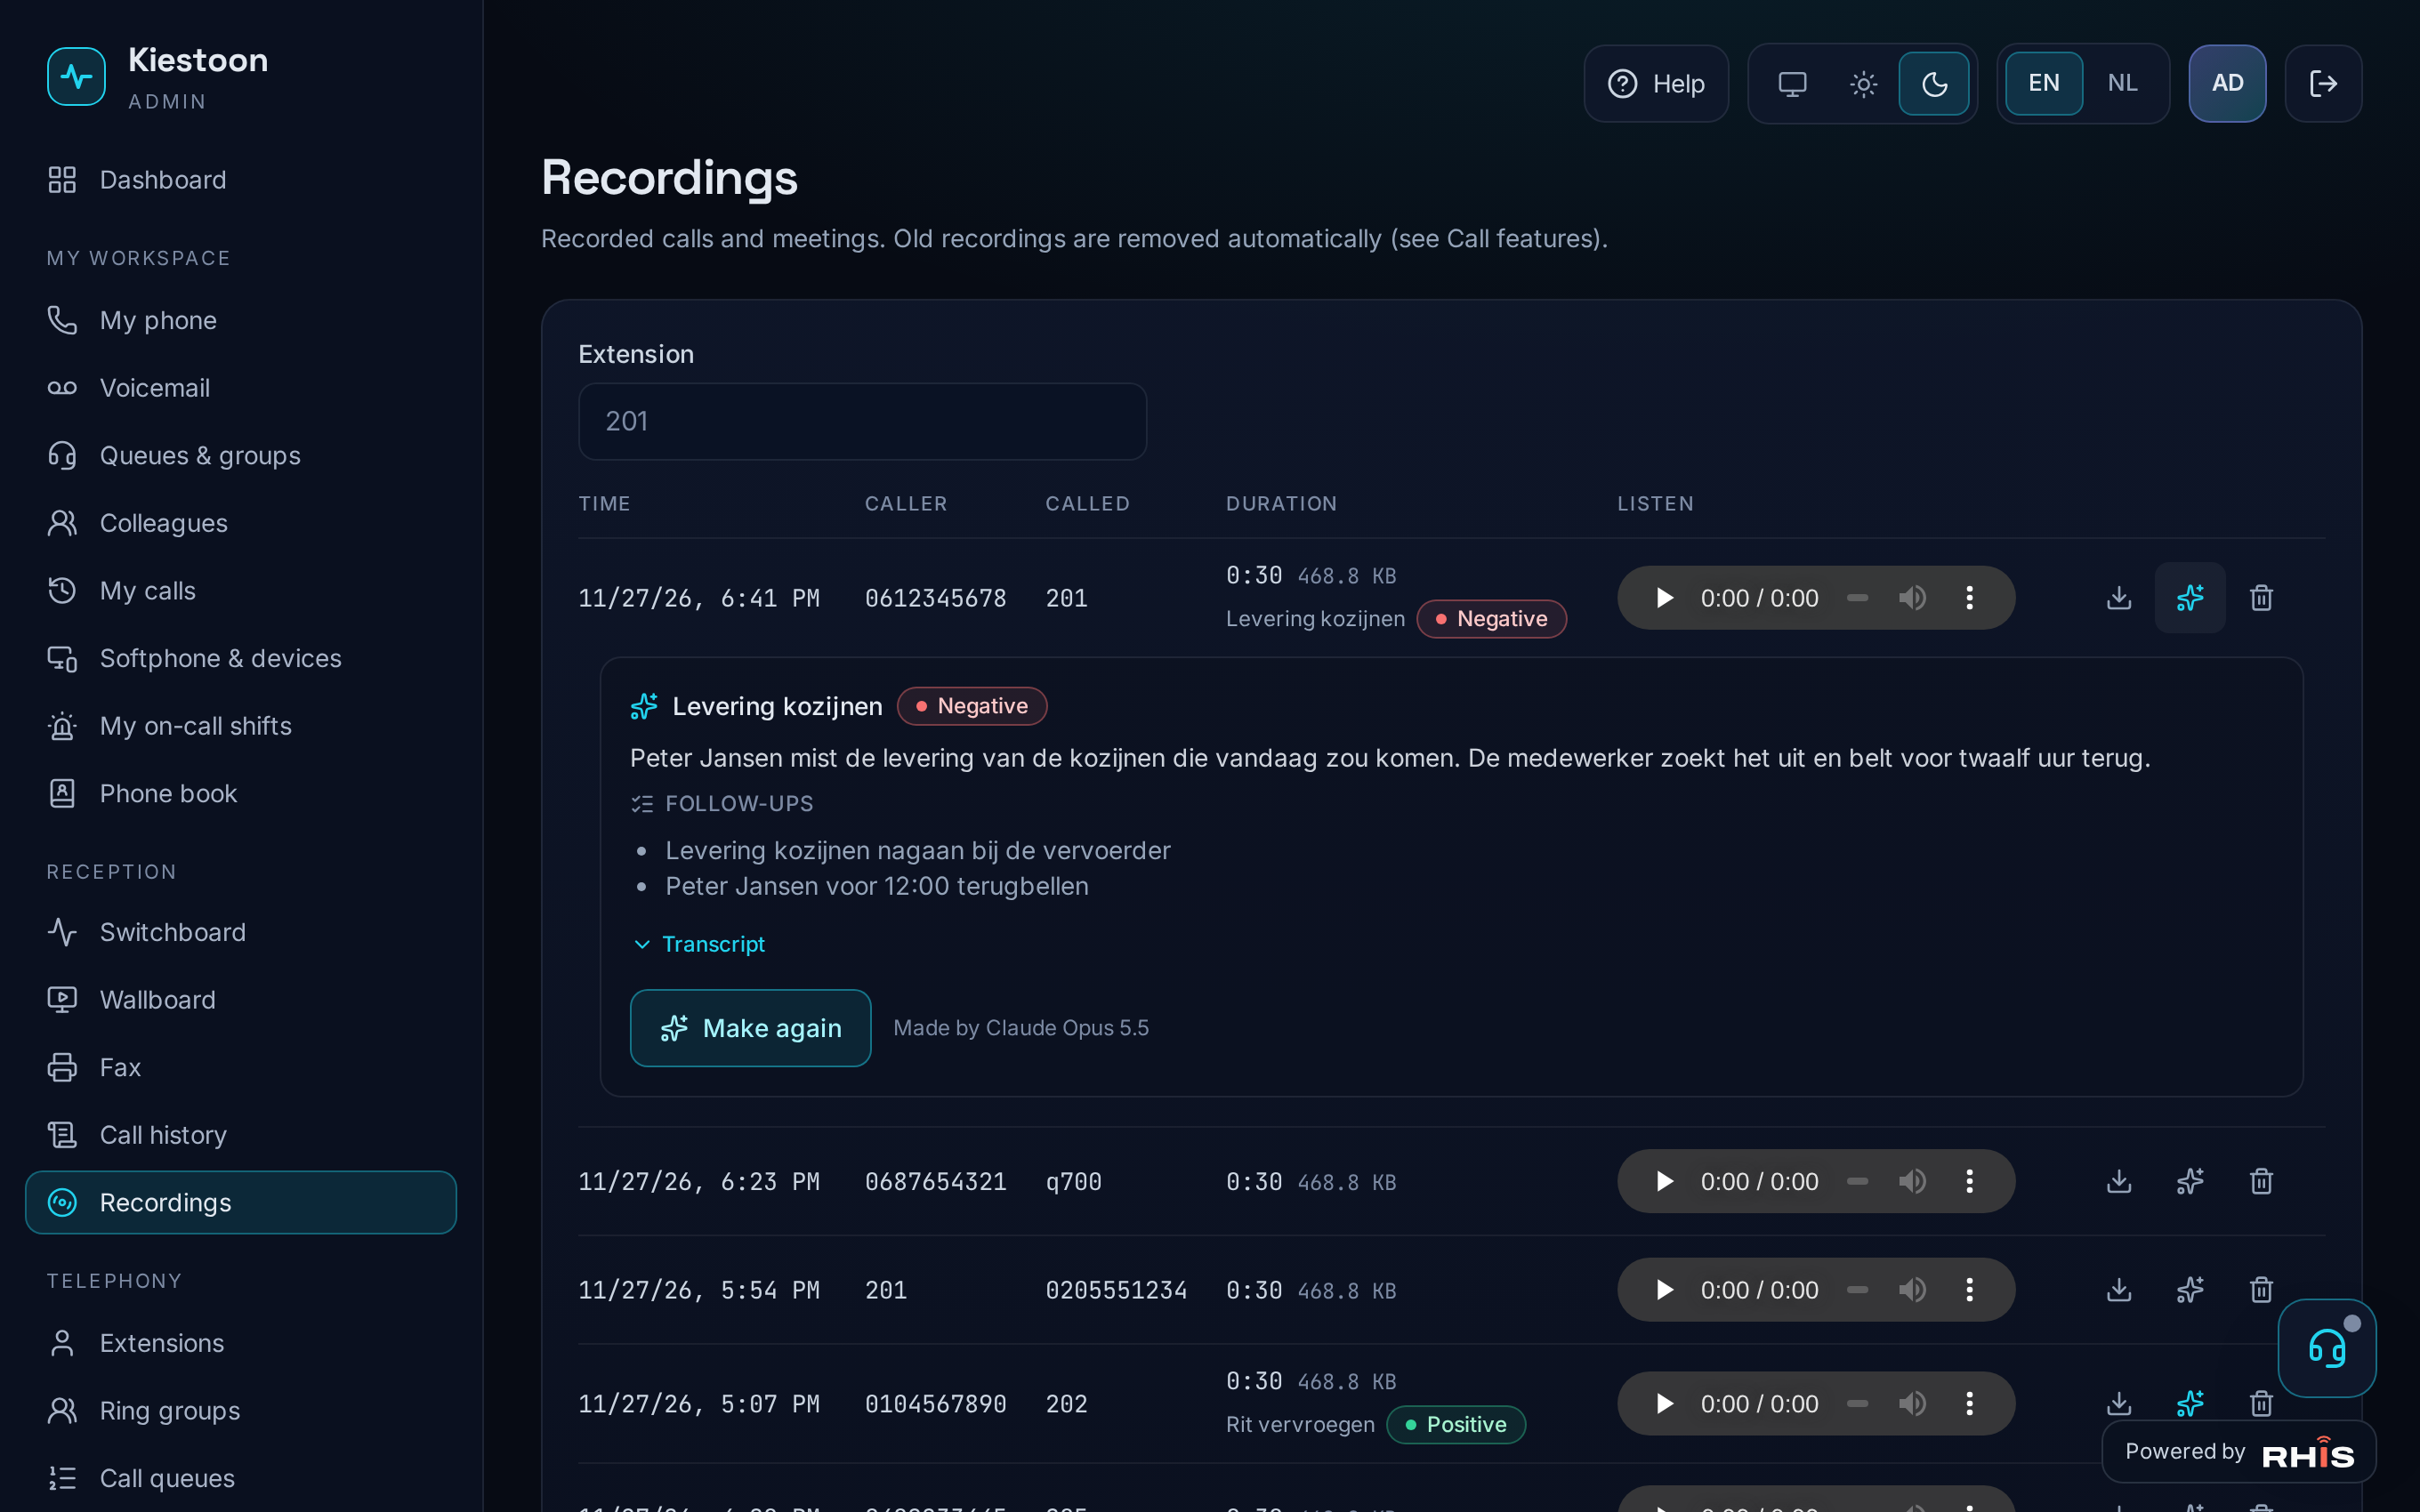 Kiestoon
ADMIN
Dashboard
MY WORKSPACE
My phone
Voicemail
Queues & groups
Colleagues
My calls
Softphone & devices
My on-call shifts
Phone book
RECEPTION
Switchboard
Wallboard
Fax
Call history
Recordings
TELEPHONY
Extensions
Ring groups
Call queues
Help
EN NL
AD
Recordings
Recorded calls and meetings. Old recordings are removed automatically (see Call features).
Extension
201
TIME CALLER CALLED DURATION LISTEN
11/27/26, 6:41 PM 0612345678 201 0:30 468.8 KB 0:00 / 0:00
Levering kozijnen Negative
Levering kozijnen Negative
Peter Jansen mist de levering van de kozijnen die vandaag zou komen. De medewerker zoekt het uit en belt voor twaalf uur terug.
FOLLOW-UPS
Levering kozijnen nagaan bij de vervoerder
Peter Jansen voor 12:00 terugbellen
Transcript
Make again Made by Claude Opus 5.5
11/27/26, 6:23 PM 0687654321 q700 0:30 468.8 KB 0:00 / 0:00
11/27/26, 5:54 PM 201 0205551234 0:30 468.8 KB 0:00 / 0:00
11/27/26, 5:07 PM 0104567890 202 0:30 468.8 KB 0:00 / 0:00
Rit vervroegen Positive
Powered by RHIS